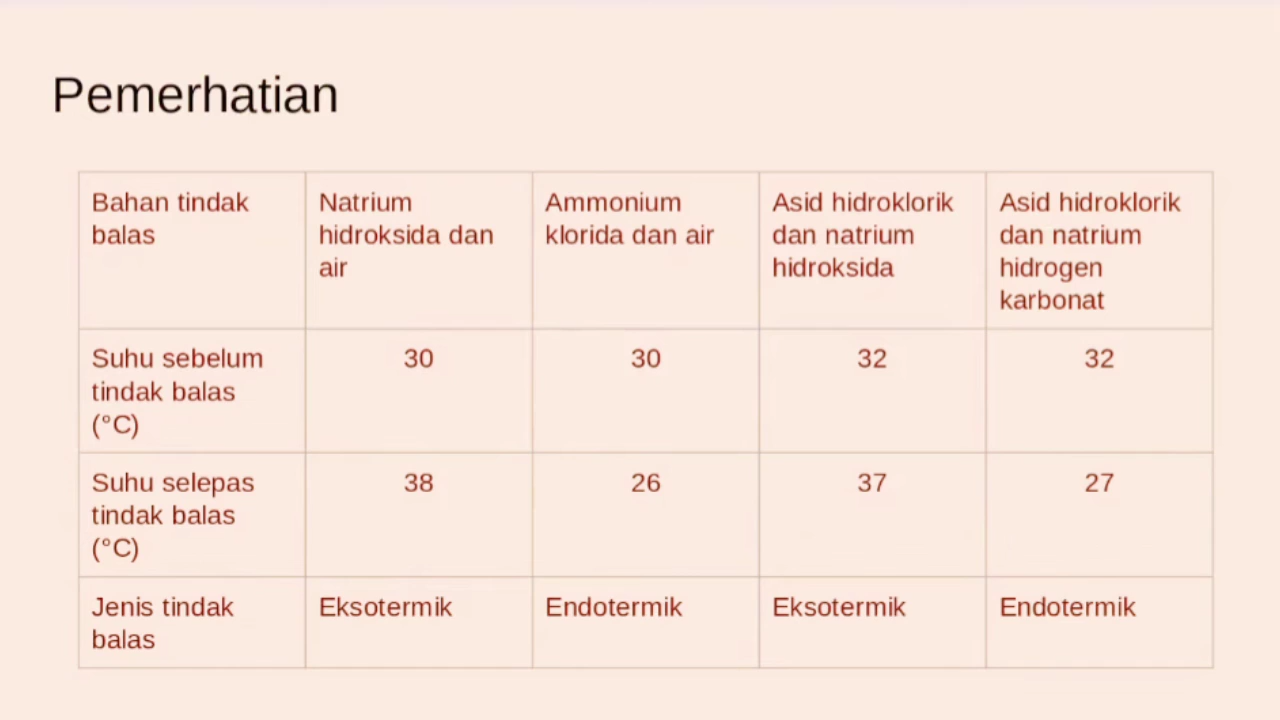 Pemerhatian
Bahan tindak
balas
Natrium
hidroksida dan
air
Ammonium
klorida dan air
Asid hidroklorik
dan natrium
hidroksida
Asid hidroklorik
dan natrium
hidrogen
karbonat
Suhu sebelum
tindak balas
(°C)
30
30
32
32
Suhu selepas
tindak balas
(°C)
38
26
37
27
Jenis tindak
balas
Eksotermik
Endotermik
Eksotermik
Endotermik